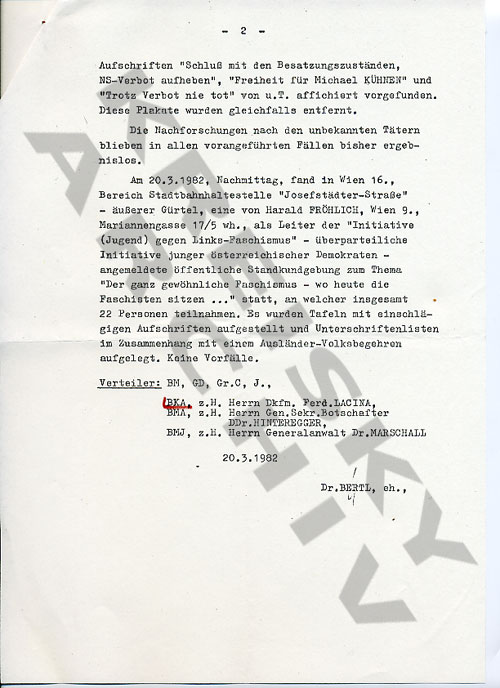 - 2 -
Aufschriften "Schluß mit den Besatzungszuständen,
NS-Verbot aufheben", "Freiheit für Michael KÜHNEN" und
"Trotz Verbot nie tot" von u.T. affichiert vorgefunden.
Diese Plakate wurden gleichfalls entfernt.
Die Nachforschungen nach den unbekannten Tätern
blieben in allen vorangeführten Fällen bisher ergeb-
nislos.
Am 20.3.1982, Nachmittag, fand in Wien 16.,
Bereich Stadtbahnhaltestelle "Josefstädter-Straße"
- äußerer Gürtel, eine von Harald FRÖHLICH, Wien 9.,
Mariannengasse 17/5 wh., als Leiter der "Initiative
(Jugend) gegen Links-Faschismus" - überparteiliche
Initiative junger österreichischer Demokraten -
angemeldete öffentliche Standkundgebung zum Thema
"Der ganz gewöhnliche Faschismus - wo heute die
Faschisten sitzen ..." statt, an welcher insgesamt
22 Personen teilnahmen. Es wurden Tafeln mit einschlä-
gigen Aufschriften aufgestellt und Unterschriftenlisten
im Zusammenhang mit einem Ausländer-Volksbegehren
aufgelegt. Keine Vorfälle.
Verteiler: BM, GD, Gr.C, J.,
BKA, z.H. Herrn Dkfm. Ferd.LACINA,
BMA, z.H. Herrn Gen.Sekr.Botschafter
DDr.HINTEREGGER,
BMJ, z.H. Herrn Generalanwalt Dr.MARSCHALL
20.3.1982
Dr.BERTL, eh.,
KREISKY
ARCHIV